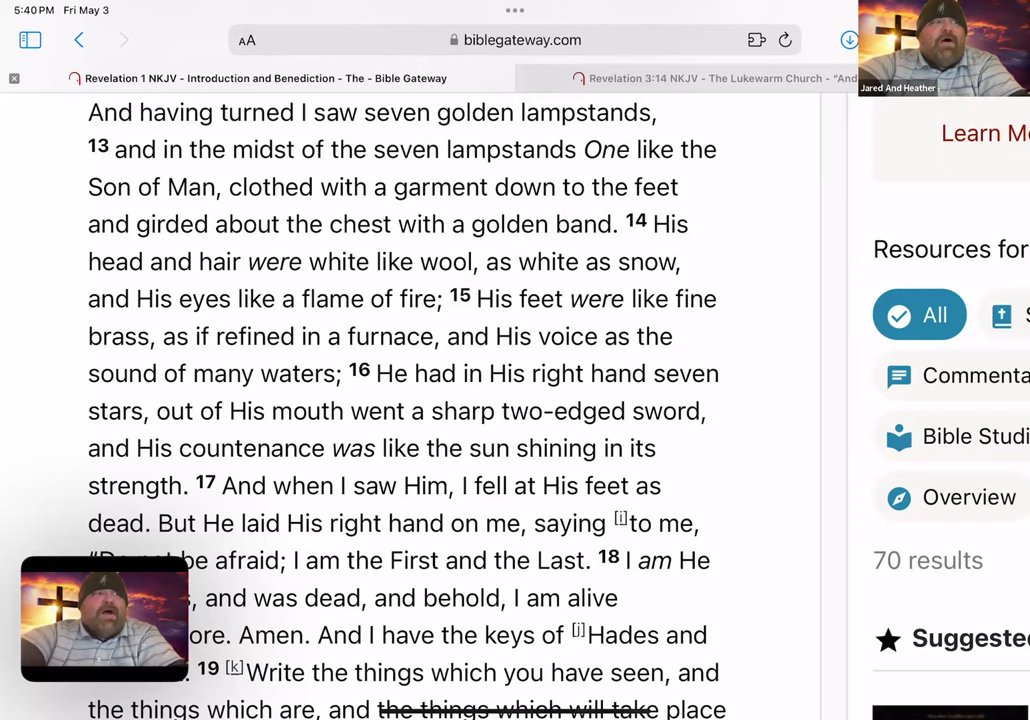 5:40 PM Fri May 3
AA
biblegateway.com
Revelation 1 NKJV - Introduction and Benediction - The - Bible Gateway
Revelation 3:14 NKJV - The Lukewarm Church - “And
Jared And Heather
And having turned I saw seven golden lampstands,
13 and in the midst of the seven lampstands One like the
Son of Man, clothed with a garment down to the feet
and girded about the chest with a golden band. 14 His
head and hair were white like wool, as white as snow,
and His eyes like a flame of fire; 15 His feet were like fine
brass, as if refined in a furnace, and His voice as the
sound of many waters; 16 He had in His right hand seven
stars, out of His mouth went a sharp two-edged sword,
and His countenance was like the sun shining in its
strength. 17 And when I saw Him, I fell at His feet as
dead. But He laid His right hand on me, saying [i]to me,
be afraid; I am the First and the Last. 18 I am He
, and was dead, and behold, I am alive
ore. Amen. And I have the keys of [j]Hades and
. 19 [k]Write the things which you have seen, and
the things which are, and the things which will take place
Learn M
Resources for
All
S
Commenta
Bible Studi
Overview
70 results
Suggeste